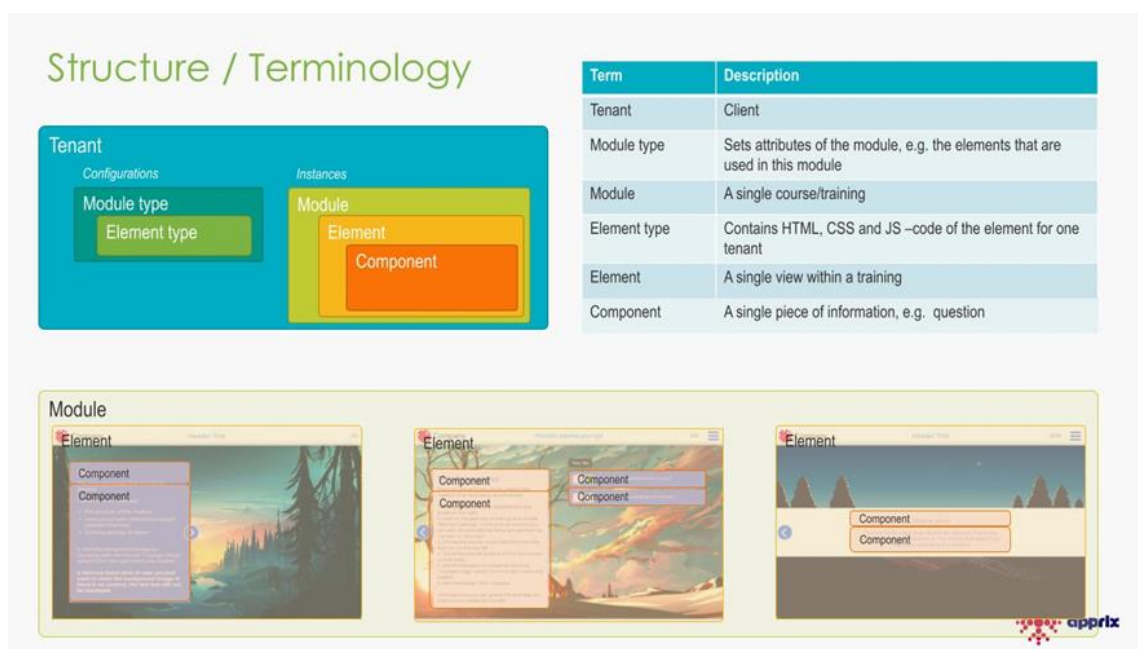 Structure / Terminology
Tenant
Configurations
Module type
Element type
Instances
Module
Element
Component
Term Description
Tenant Client
Module type Sets attributes of the module, e.g. the elements that are
used in this module
Module A single course/training
Element type Contains HTML, CSS and JS –code of the element for one
tenant
Element A single view within a training
Component A single piece of information, e.g. question
Module
Element
Component
Component
Element
Component
Component
Component
Component
Element
Component
Component
apprix